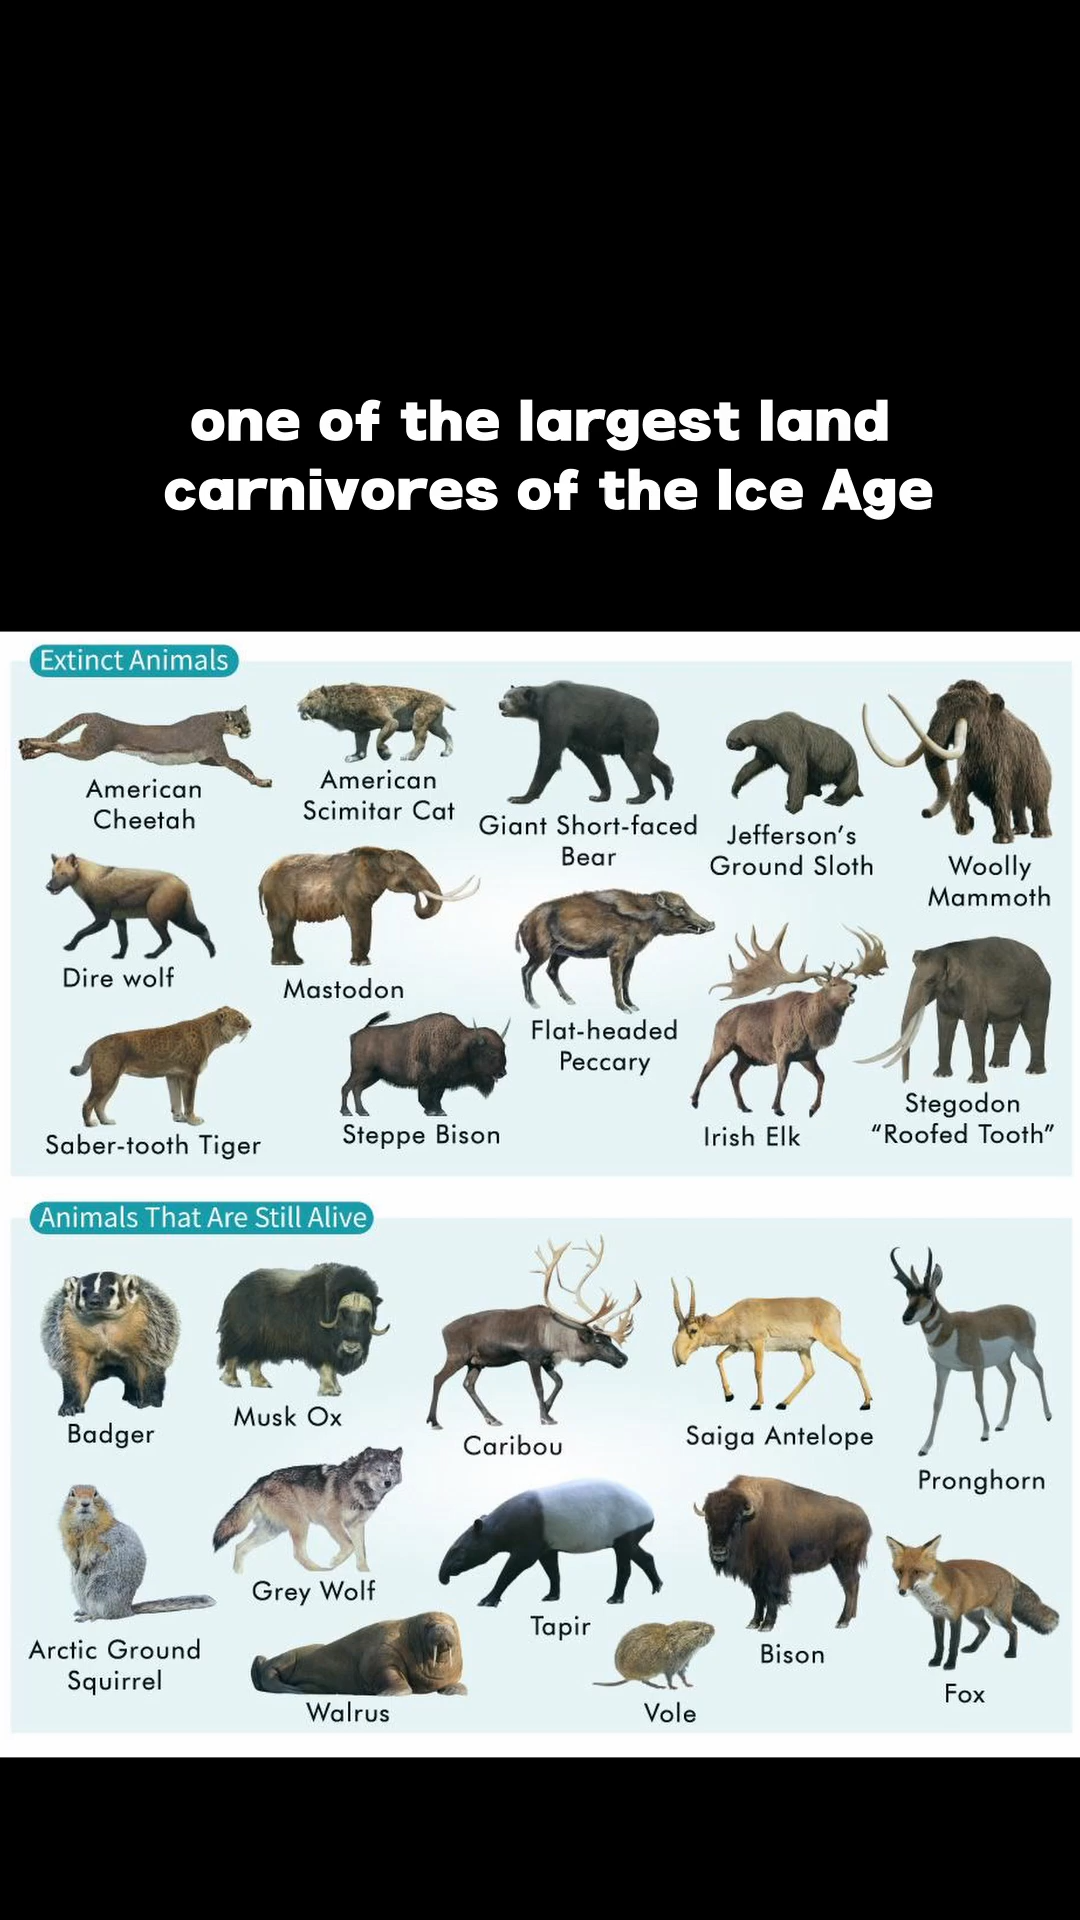 one of the largest land
carnivores of the Ice Age
Extinct Animals
American
Cheetah
American
Scimitar Cat
Giant Short-faced
Bear
Jefferson’s
Ground Sloth
Woolly
Mammoth
Dire wolf
Mastodon
Flat-headed
Peccary
Saber-tooth Tiger
Steppe Bison
Irish Elk
Stegodon
“Roofed Tooth”
Animals That Are Still Alive
Badger
Musk Ox
Caribou
Saiga Antelope
Pronghorn
Arctic Ground
Squirrel
Grey Wolf
Tapir
Bison
Fox
Walrus
Vole